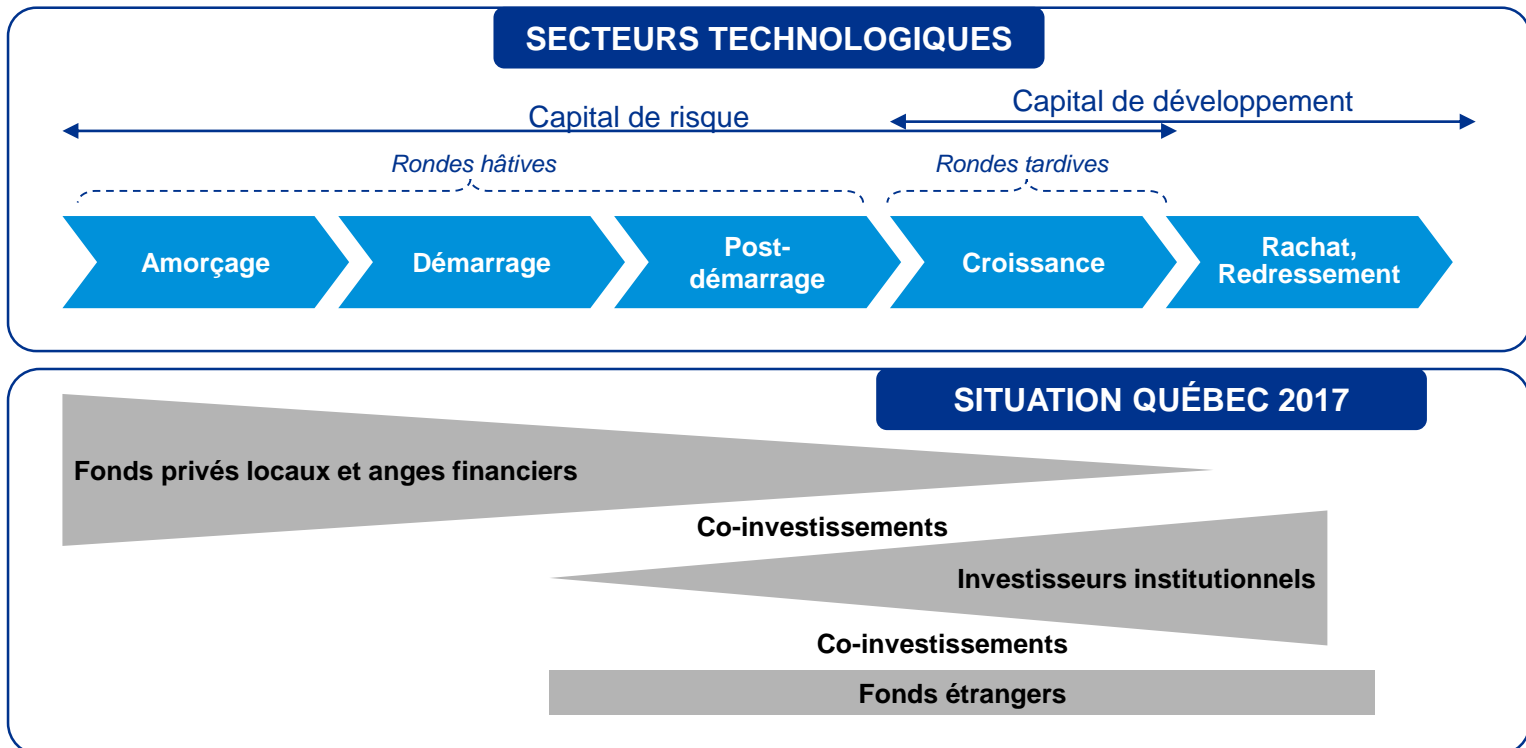 SECTEURS TECHNOLOGIQUES
Capital de développement
Capital de risque
Rondes hâtives
Rondes tardives
Amorçage
Démarrage
Post-
démarrage
Croissance
Rachat,
Redressement
SITUATION QUÉBEC 2017
Fonds privés locaux et anges financiers
Co-investissements
Investisseurs institutionnels
Co-investissements
Fonds étrangers